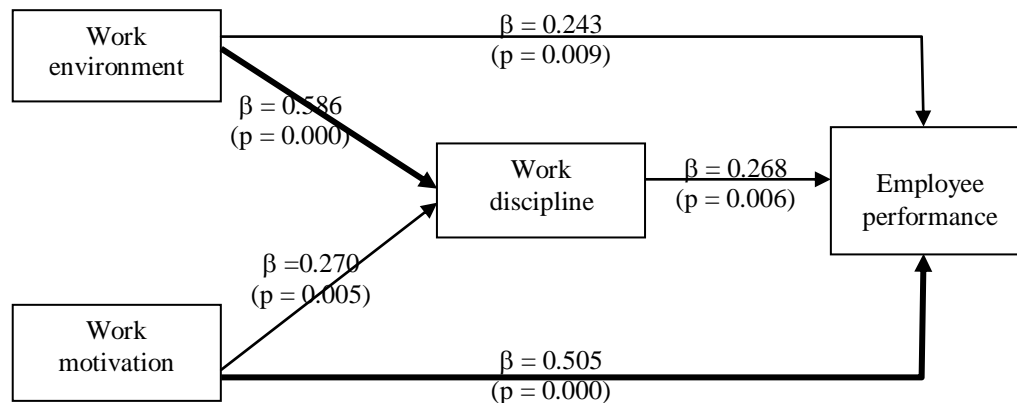 Work
environment
β = 0.243
(p = 0.009)
β = 0.586
(p = 0.000)
Work
discipline
β = 0.268
(p = 0.006)
Employee
performance
β =0.270
(p = 0.005)
Work
motivation
β = 0.505
(p = 0.000)